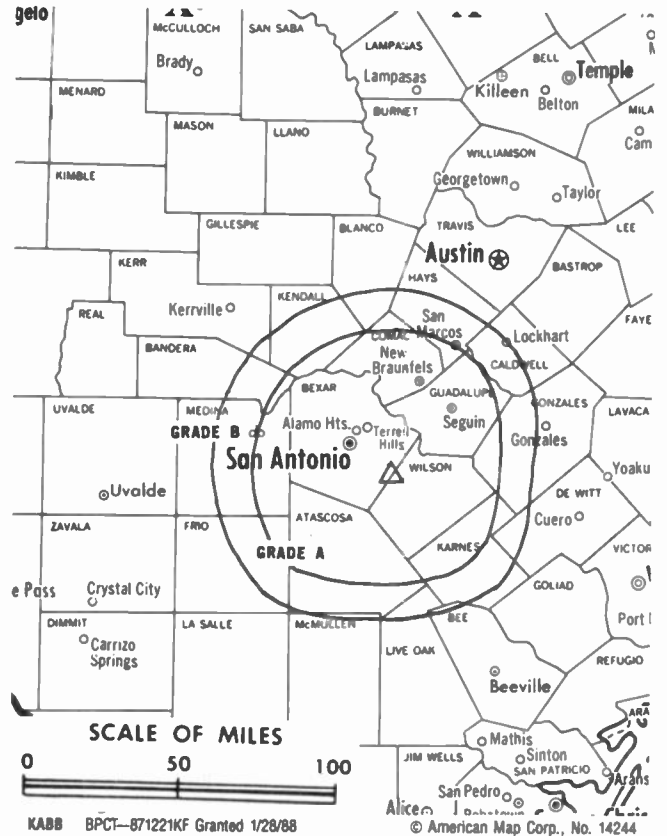 gelo
McCULLOCH
SAN SABA
Brady
LAMPASAS
Lampasas
BELL
Temple
Killeen
Belton
MENARD
BURNET
MILA
MASON
LLANO
Cam
WILLIAMSON
KIMBLE
Georgetown
Taylor
GILLESPIE
BLANCO
TRAVIS
LEE
Austin
KERR
HAYS
BASTROP
KENDALL
REAL
Kerrville
San
Marcos
Lockhart
FAYE
COMAL
BANDERA
New
Braunfels
CALDWELL
BEXAR
GUADALUPE
UVALDE
MEDINA
GONZALES
LAVACA
GRADE B
Alamo Hts.
Terrell
Hills
Seguin
Gonzales
San Antonio
WILSON
Yoaku
Uvalde
DE WITT
ZAVALA
FRIO
ATASCOSA
Cuero
GRADE A
KARNES
VICTOR
e Pass
Crystal City
GOLIAD
DIMMIT
LA SALLE
McMULLEN
BEE
Port
Carrizo
Springs
LIVE OAK
REFUGIO
Beeville
ARA
SCALE OF MILES
Mathis
Sinton
JIM WELLS
SAN PATRICIO
0 50 100
Arans
San Pedro
Alice
KABB BPCT—871221KF Granted 1/28/88
© American Map Corp., No. 14244